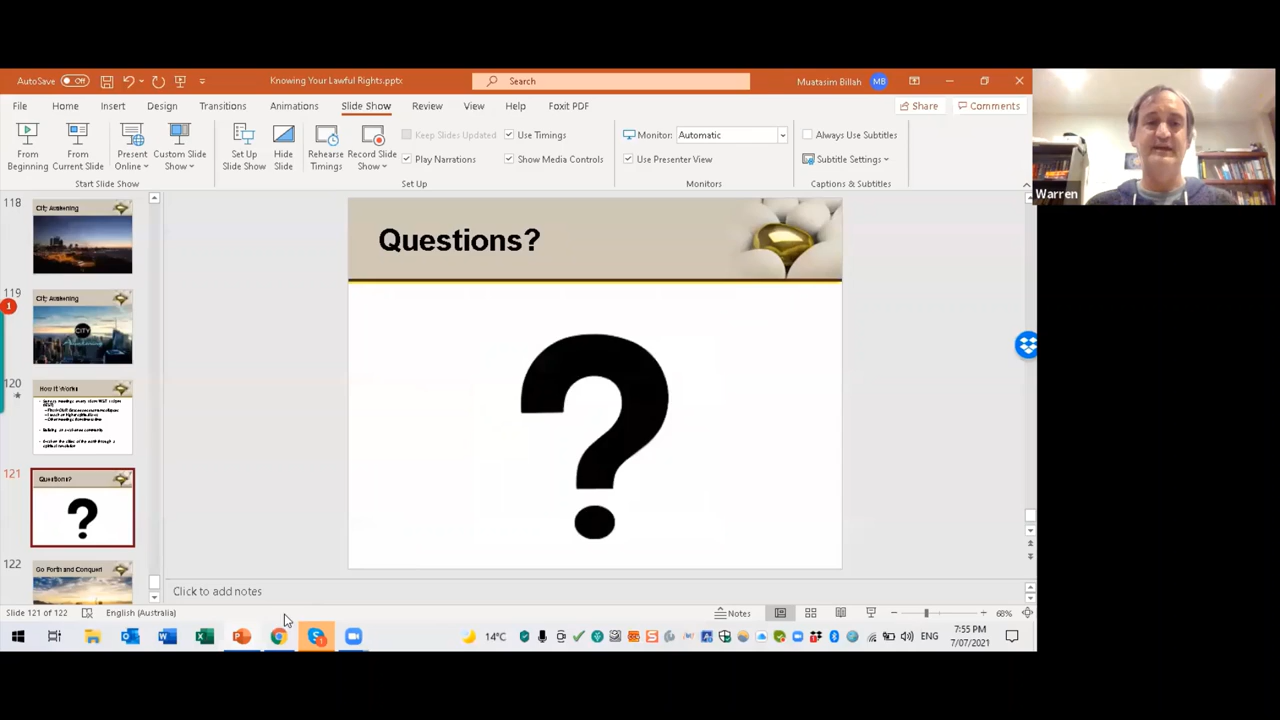 AutoSave Off
Knowing Your Lawful Rights.pptx
Search
Muatasim Billah MB
File Home Insert Design Transitions Animations Slide Show Review View Help Foxit PDF
Share Comments
From Beginning
From Current Slide
Present Online
Custom Slide Show
Start Slide Show
Set Up Slide Show
Hide Slide
Rehearse Timings
Record Slide Show
Keep Slides Updated
Play Narrations
Use Timings
Show Media Controls
Set Up
Monitor: Automatic
Use Presenter View
Monitors
Always Use Subtitles
Subtitle Settings
Captions & Subtitles
Warren
118
City Awakening
119
1
City Awakening
CITY
Awakening
120
How It Works
121
Questions?
?
122
Go Forth and Conquer!
Questions?
?
Click to add notes
Slide 121 of 122
English (Australia)
Notes
68%
14°C
ENG
7:55 PM
7/07/2021